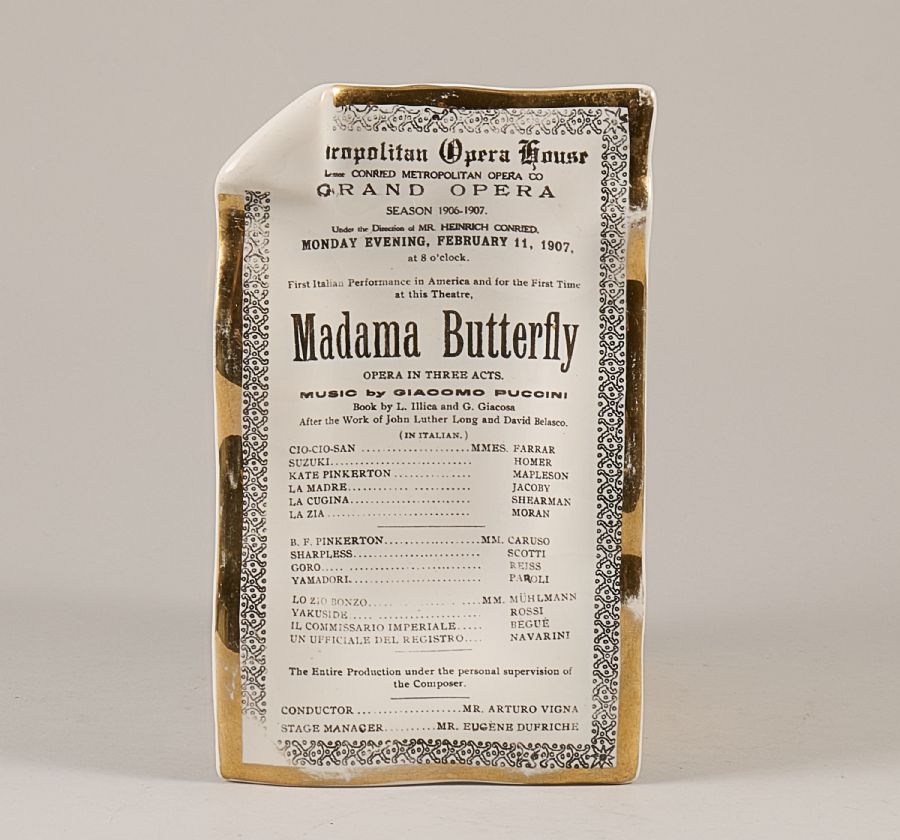 ropolitan Opera House
Lessee CONRIED METROPOLITAN OPERA CO
GRAND OPERA
SEASON 1906-1907.
Under the Direction of MR. HEINRICH CONRIED.
MONDAY EVENING, FEBRUARY 11, 1907,
at 8 o'clock.
First Italian Performance in America and for the First Time
at this Theatre,
Madama Butterfly
OPERA IN THREE ACTS.
MUSIC by GIACOMO PUCCINI
Book by L. Illica and G. Giacosa
After the Work of John Luther Long and David Belasco.
(IN ITALIAN.)
CIO-CIO-SAN ......................MMES. FARRAR
SUZUKI............................ HOMER
KATE PINKERTON ............... MAPLESON
LA MADRE........................ JACOBY
LA CUGINA........................ SHEARMAN
LA ZIA ............................ MORAN
B. F. PINKERTON...................MM. CARUSO
SHARPLESS......................... SCOTTI
GORO..... ........................ REISS
YAMADORI.......................... PAROLI
LO ZIO BONZO..... . ..... ....MM. MÜHLMANN
YAKUSIDE .... .................... ROSSI
IL COMMISSARIO IMPERIALE..... BEGUÉ
UN UFFICIALE DEL REGISTRO.... NAVARINI
The Entire Production under the personal supervision of
the Composer.
CONDUCTOR ....................MR. ARTURO VIGNA
STAGE MANAGER..........MR. EUGÈNE DUFRICHE